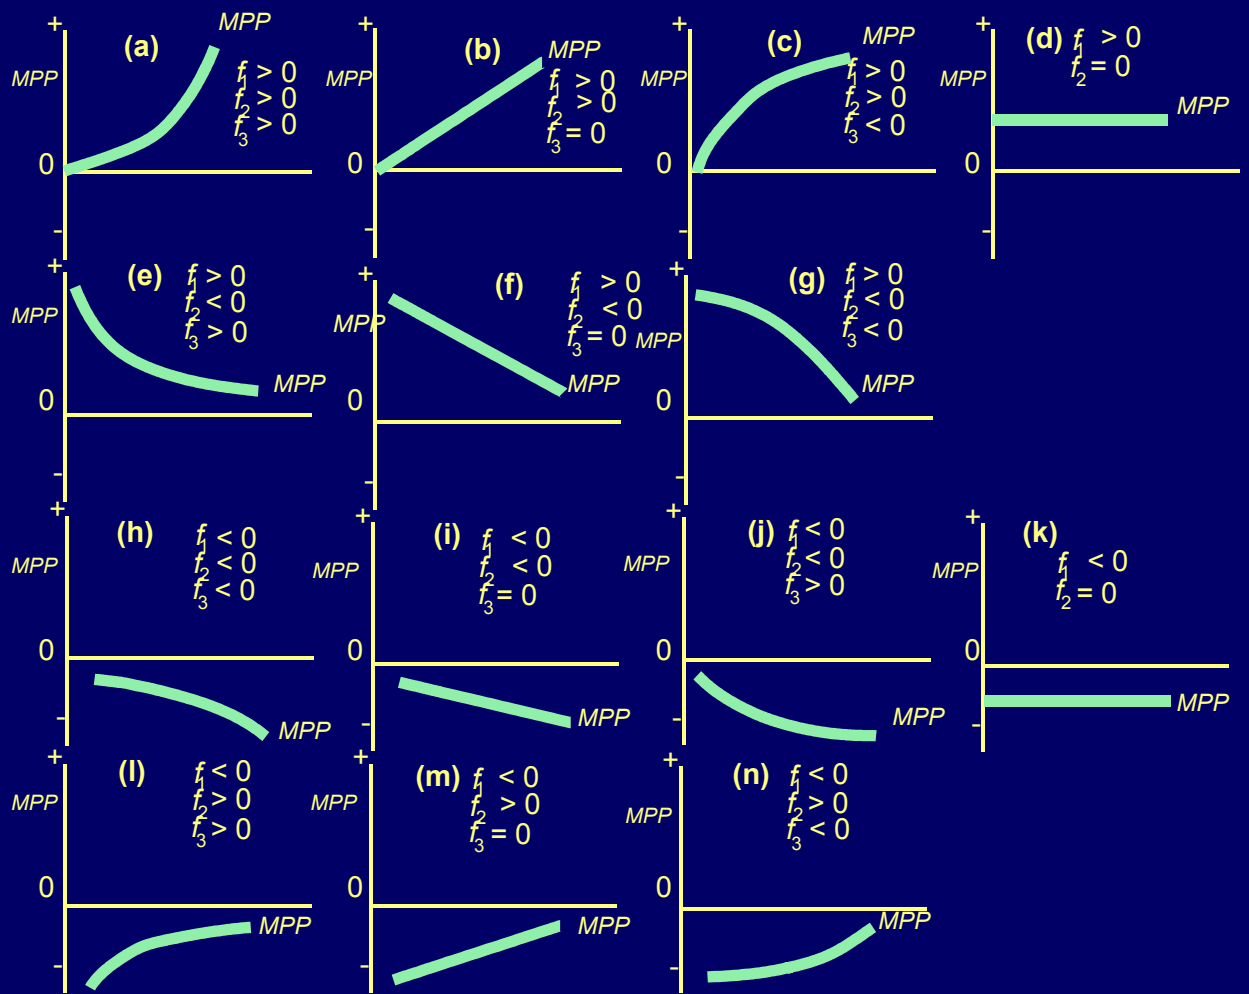 +
(a)
MPP
MPP
f1 > 0
f2 > 0
f3 > 0
0
-
+
(b)
MPP
MPP
f1 > 0
f2 > 0
f3 = 0
0
-
+
(c)
MPP
MPP
f1 > 0
f2 > 0
f3 < 0
0
-
+
(d)
f1 > 0
f2 = 0
MPP
MPP
0
-
+
(e)
f1 > 0
f2 < 0
f3 > 0
MPP
MPP
0
-
+
(f)
f1 > 0
f2 < 0
f3 = 0
MPP
MPP
0
-
+
(g)
f1 > 0
f2 < 0
f3 < 0
MPP
MPP
0
-
+
(h)
f1 < 0
f2 < 0
f3 < 0
MPP
0
-
MPP
+
(i)
f1 < 0
f2 < 0
f3 = 0
MPP
0
-
MPP
+
(j)
f1 < 0
f2 < 0
f3 > 0
MPP
0
-
MPP
+
(k)
f1 < 0
f2 = 0
MPP
0
-
MPP
+
(l)
f1 < 0
f2 > 0
f3 > 0
MPP
0
MPP
-
+
(m)
f1 < 0
f2 > 0
f3 = 0
MPP
0
MPP
-
+
(n)
f1 < 0
f2 > 0
f3 < 0
MPP
0
MPP
-